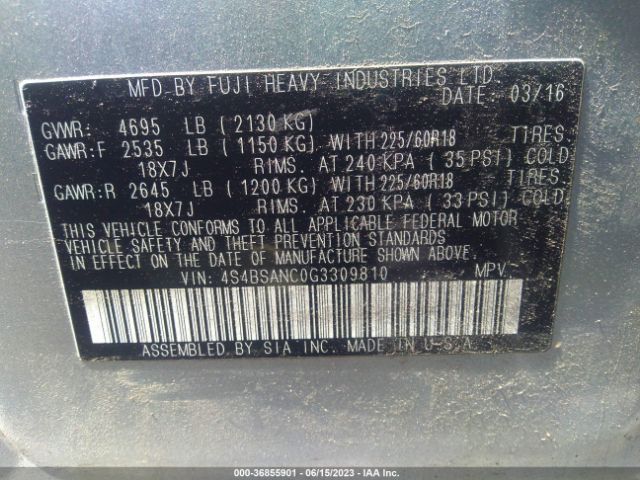 MFD BY FUJI HEAVY INDUSTRIES LTD.
DATE: 03/16
GVWR: 4695 LB (2130 KG)
GAWR:F 2535 LB (1150 KG) WITH 225/60R18 TIRES.
18X7J RIMS. AT 240 KPA (35 PSI) COLD
GAWR:R 2645 LB (1200 KG) WITH 225/60R18 TIRES.
18X7J RIMS. AT 230 KPA (33 PSI) COLD.
THIS VEHICLE CONFORMS TO ALL APPLICABLE FEDERAL MOTOR
VEHICLE SAFETY AND THEFT PREVENTION STANDARDS IN EFFECT
ON THE DATE OF MANUFACTURE SHOWN ABOVE.
VIN: 4S4BSANC0G3309810 MPV.
ASSEMBLED BY SIA INC. MADE IN U.S.A.
000-36855901 - 06/15/2023 - IAA Inc.